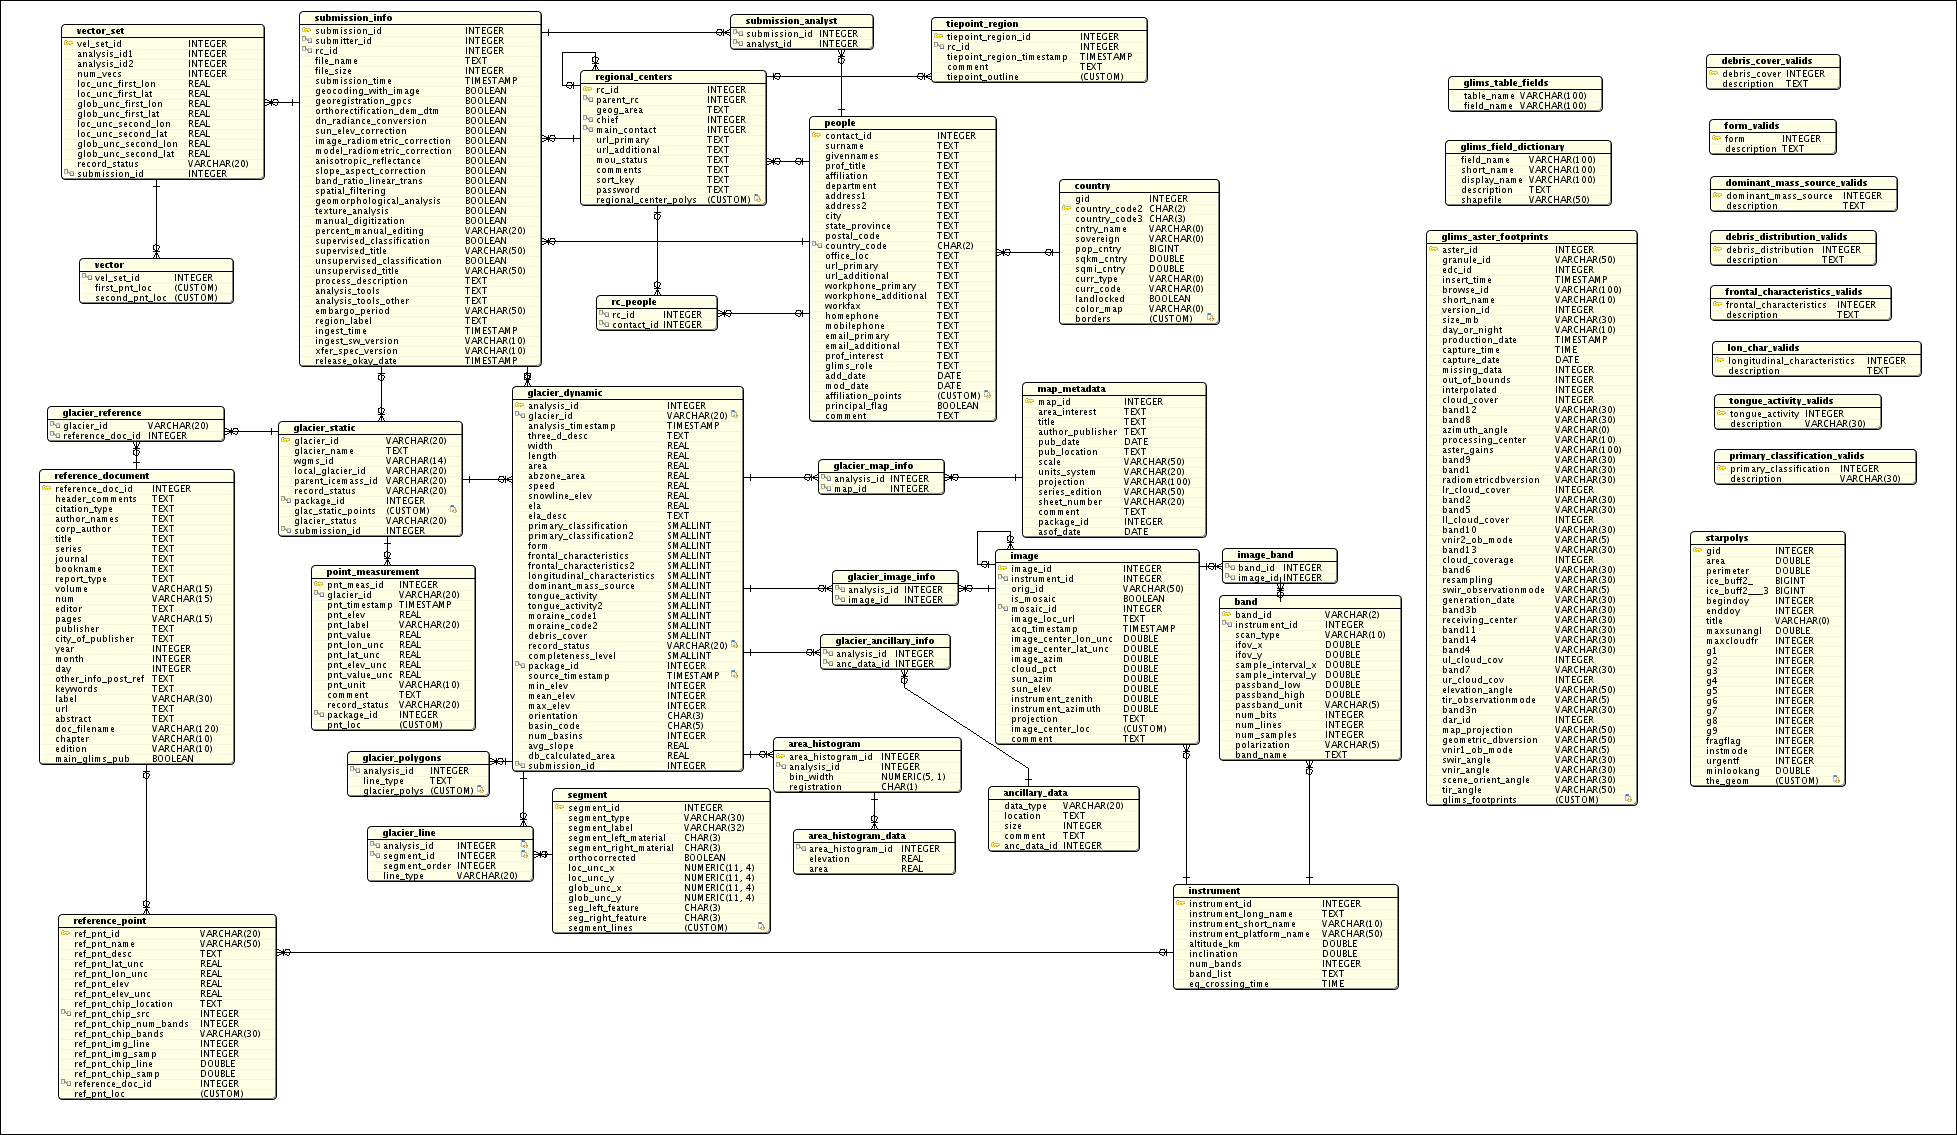 vector_set
vel_set_id INTEGER
analysis_id1 INTEGER
analysis_id2 INTEGER
num_vecs INTEGER
loc_unc_first_lon REAL
loc_unc_first_lat REAL
glob_unc_first_lon REAL
glob_unc_first_lat REAL
loc_unc_second_lon REAL
loc_unc_second_lat REAL
glob_unc_second_lon REAL
glob_unc_second_lat REAL
record_status VARCHAR(20)
submission_id INTEGER
vector
vel_set_id INTEGER
first_pnt_loc (CUSTOM)
second_pnt_loc (CUSTOM)
submission_info
submission_id INTEGER
submitter_id INTEGER
rc_id INTEGER
file_name TEXT
file_size INTEGER
submission_time TIMESTAMP
geocoding_with_image BOOLEAN
georegistration_gpcs BOOLEAN
orthorectification_dem_dtm BOOLEAN
dn_radiance_conversion BOOLEAN
sun_elev_correction BOOLEAN
image_radiometric_correction BOOLEAN
model_radiometric_correction BOOLEAN
anisotropic_reflectance BOOLEAN
slope_aspect_correction BOOLEAN
band_ratio_linear_trans BOOLEAN
spatial_filtering BOOLEAN
geomorphological_analysis BOOLEAN
texture_analysis BOOLEAN
manual_digitization BOOLEAN
percent_manual_editing VARCHAR(20)
supervised_classification BOOLEAN
supervised_title VARCHAR(50)
unsupervised_classification BOOLEAN
unsupervised_title VARCHAR(50)
process_description TEXT
analysis_tools TEXT
analysis_tools_other TEXT
embargo_period VARCHAR(50)
region_label TEXT
ingest_time TIMESTAMP
ingest_sw_version VARCHAR(10)
xfer_spec_version VARCHAR(10)
release_okay_date TIMESTAMP
submission_analyst
submission_id INTEGER
analyst_id INTEGER
tiepoint_region
tiepoint_region_id INTEGER
rc_id INTEGER
tiepoint_region_timestamp TIMESTAMP
comment TEXT
tiepoint_outline (CUSTOM)
regional_centers
rc_id INTEGER
parent_rc INTEGER
geog_area TEXT
chief INTEGER
main_contact INTEGER
url_primary TEXT
url_additional TEXT
mou_status TEXT
comments TEXT
sort_key TEXT
password TEXT
regional_center_polys (CUSTOM)
rc_people
rc_id INTEGER
contact_id INTEGER
people
contact_id INTEGER
surname TEXT
givennames TEXT
prof_title TEXT
affiliation TEXT
department TEXT
address1 TEXT
address2 TEXT
city TEXT
state_province TEXT
postal_code TEXT
country_code CHAR(2)
office_loc TEXT
url_primary TEXT
url_additional TEXT
workphone_primary TEXT
workphone_additional TEXT
workfax TEXT
homephone TEXT
mobilephone TEXT
email_primary TEXT
email_additional TEXT
prof_interest TEXT
glims_role TEXT
add_date DATE
mod_date DATE
affiliation_points (CUSTOM)
principal_flag BOOLEAN
comment TEXT
country
gid INTEGER
country_code2 CHAR(2)
country_code3 CHAR(3)
cntry_name VARCHAR(0)
sovereign VARCHAR(0)
pop_cntry BIGINT
sqkm_cntry DOUBLE
sqmi_cntry DOUBLE
curr_type VARCHAR(0)
curr_code VARCHAR(0)
landlocked BOOLEAN
color_map VARCHAR(0)
borders (CUSTOM)
glims_table_fields
table_name VARCHAR(100)
field_name VARCHAR(100)
glims_field_dictionary
field_name VARCHAR(100)
short_name VARCHAR(100)
display_name VARCHAR(100)
description TEXT
shapefile VARCHAR(50)
glims_aster_footprints
aster_id INTEGER
granule_id VARCHAR(50)
edc_id INTEGER
insert_time TIMESTAMP
browse_id VARCHAR(100)
short_name VARCHAR(10)
version_id INTEGER
size_mb VARCHAR(30)
day_or_night VARCHAR(10)
production_date TIMESTAMP
capture_time TIME
capture_date DATE
missing_data INTEGER
out_of_bounds INTEGER
interpolated INTEGER
cloud_cover INTEGER
band12 VARCHAR(30)
band8 VARCHAR(30)
azimuth_angle VARCHAR(0)
processing_center VARCHAR(10)
aster_gains VARCHAR(100)
band9 VARCHAR(30)
band1 VARCHAR(30)
radiometricdbversion VARCHAR(30)
lr_cloud_cover INTEGER
band2 VARCHAR(30)
band5 VARCHAR(30)
ll_cloud_cover INTEGER
band10 VARCHAR(30)
vnir2_ob_mode VARCHAR(5)
band13 VARCHAR(30)
cloud_coverage INTEGER
band6 VARCHAR(30)
resampling VARCHAR(30)
swir_observationmode VARCHAR(5)
generation_date VARCHAR(30)
band3b VARCHAR(30)
receiving_center VARCHAR(30)
band11 VARCHAR(30)
band14 VARCHAR(30)
band4 VARCHAR(30)
ul_cloud_cov INTEGER
band7 VARCHAR(30)
ur_cloud_cov INTEGER
elevation_angle VARCHAR(50)
tir_observationmode VARCHAR(5)
band3n VARCHAR(30)
dar_id INTEGER
map_projection VARCHAR(50)
geometric_dbversion VARCHAR(50)
vnir1_ob_mode VARCHAR(5)
swir_angle VARCHAR(30)
vnir_angle VARCHAR(30)
scene_orient_angle VARCHAR(30)
tir_angle VARCHAR(50)
glims_footprints (CUSTOM)
debris_cover_valids
debris_cover INTEGER
description TEXT
form_valids
form INTEGER
description TEXT
dominant_mass_source_valids
dominant_mass_source INTEGER
description TEXT
debris_distribution_valids
debris_distribution INTEGER
description TEXT
frontal_characteristics_valids
frontal_characteristics INTEGER
description TEXT
lon_char_valids
longitudinal_characteristics INTEGER
description TEXT
tongue_activity_valids
tongue_activity INTEGER
description VARCHAR(30)
primary_classification_valids
primary_classification INTEGER
description VARCHAR(30)
starpolys
gid INTEGER
area DOUBLE
perimeter DOUBLE
ice_buff2_ BIGINT
ice_buff2___3 BIGINT
begindoy INTEGER
enddoy INTEGER
title VARCHAR(0)
maxsunangl DOUBLE
maxcloudfr INTEGER
g1 INTEGER
g2 INTEGER
g3 INTEGER
g4 INTEGER
g5 INTEGER
g6 INTEGER
g7 INTEGER
g8 INTEGER
g9 INTEGER
fragflag INTEGER
instmode INTEGER
urgentf INTEGER
minlookang DOUBLE
the_geom (CUSTOM)
glacier_reference
glacier_id VARCHAR(20)
reference_doc_id INTEGER
reference_document
reference_doc_id INTEGER
header_comments TEXT
citation_type TEXT
author_names TEXT
corp_author TEXT
title TEXT
series TEXT
journal TEXT
bookname TEXT
report_type TEXT
volume VARCHAR(15)
num VARCHAR(15)
editor TEXT
pages VARCHAR(15)
publisher TEXT
city_of_publisher TEXT
year INTEGER
month INTEGER
day INTEGER
other_info_post_ref TEXT
keywords TEXT
label VARCHAR(30)
url TEXT
abstract TEXT
doc_filename VARCHAR(120)
chapter VARCHAR(10)
edition VARCHAR(10)
main_glims_pub BOOLEAN
glacier_static
glacier_id VARCHAR(20)
glacier_name TEXT
wgms_id VARCHAR(14)
local_glacier_id VARCHAR(20)
parent_icemass_id VARCHAR(20)
record_status VARCHAR(20)
package_id INTEGER
glac_static_points (CUSTOM)
glacier_status VARCHAR(20)
submission_id INTEGER
point_measurement
pnt_meas_id INTEGER
glacier_id VARCHAR(20)
pnt_timestamp TIMESTAMP
pnt_elev REAL
pnt_label VARCHAR(20)
pnt_value REAL
pnt_lon_unc REAL
pnt_lat_unc REAL
pnt_elev_unc REAL
pnt_value_unc REAL
pnt_unit VARCHAR(10)
comment TEXT
record_status VARCHAR(20)
package_id INTEGER
pnt_loc (CUSTOM)
glacier_dynamic
analysis_id INTEGER
glacier_id VARCHAR(20)
analysis_timestamp TIMESTAMP
three_d_desc TEXT
width REAL
length REAL
area REAL
abzone_area REAL
speed REAL
snowline_elev REAL
ela REAL
ela_desc TEXT
primary_classification SMALLINT
primary_classification2 SMALLINT
form SMALLINT
frontal_characteristics SMALLINT
frontal_characteristics2 SMALLINT
longitudinal_characteristics SMALLINT
dominant_mass_source SMALLINT
tongue_activity SMALLINT
tongue_activity2 SMALLINT
moraine_code1 SMALLINT
moraine_code2 SMALLINT
debris_cover SMALLINT
record_status VARCHAR(20)
completeness_level SMALLINT
package_id INTEGER
source_timestamp TIMESTAMP
min_elev INTEGER
mean_elev INTEGER
max_elev INTEGER
orientation CHAR(3)
basin_code CHAR(5)
num_basins INTEGER
avg_slope REAL
db_calculated_area REAL
submission_id INTEGER
map_metadata
map_id INTEGER
area_interest TEXT
title TEXT
author_publisher TEXT
pub_date DATE
pub_location TEXT
scale VARCHAR(50)
units_system VARCHAR(20)
projection VARCHAR(100)
series_edition VARCHAR(50)
sheet_number VARCHAR(20)
comment TEXT
package_id INTEGER
asof_date DATE
glacier_map_info
analysis_id INTEGER
map_id INTEGER
glacier_image_info
analysis_id INTEGER
image_id INTEGER
glacier_ancillary_info
analysis_id INTEGER
anc_data_id INTEGER
image
image_id INTEGER
instrument_id INTEGER
orig_id VARCHAR(50)
is_mosaic BOOLEAN
mosaic_id INTEGER
image_loc_url TEXT
acq_timestamp TIMESTAMP
image_center_lon_unc DOUBLE
image_center_lat_unc DOUBLE
image_azim DOUBLE
cloud_pct DOUBLE
sun_azim DOUBLE
sun_elev DOUBLE
instrument_zenith DOUBLE
instrument_azimuth DOUBLE
projection TEXT
image_center_loc (CUSTOM)
comment TEXT
image_band
band_id INTEGER
image_id INTEGER
band
band_id VARCHAR(2)
instrument_id INTEGER
scan_type VARCHAR(10)
ifov_x DOUBLE
ifov_y DOUBLE
sample_interval_x DOUBLE
sample_interval_y DOUBLE
passband_low DOUBLE
passband_high DOUBLE
passband_unit VARCHAR(5)
num_bits INTEGER
num_lines INTEGER
num_samples INTEGER
polarization VARCHAR(5)
band_name TEXT
glacier_polygons
analysis_id INTEGER
line_type TEXT
glacier_polys (CUSTOM)
area_histogram
area_histogram_id INTEGER
analysis_id INTEGER
bin_width NUMERIC(5, 1)
registration CHAR(1)
area_histogram_data
area_histogram_id INTEGER
elevation REAL
area REAL
ancillary_data
data_type VARCHAR(20)
location TEXT
size INTEGER
comment TEXT
anc_data_id INTEGER
glacier_line
analysis_id INTEGER
segment_id INTEGER
segment_order INTEGER
line_type VARCHAR(20)
segment
segment_id INTEGER
segment_type VARCHAR(30)
segment_label VARCHAR(32)
segment_left_material CHAR(3)
segment_right_material CHAR(3)
orthocorrected BOOLEAN
loc_unc_x NUMERIC(11, 4)
loc_unc_y NUMERIC(11, 4)
glob_unc_x NUMERIC(11, 4)
glob_unc_y NUMERIC(11, 4)
seg_left_feature CHAR(3)
seg_right_feature CHAR(3)
segment_lines (CUSTOM)
instrument
instrument_id INTEGER
instrument_long_name TEXT
instrument_short_name VARCHAR(10)
instrument_platform_name VARCHAR(50)
altitude_km DOUBLE
inclination DOUBLE
num_bands INTEGER
band_list TEXT
eq_crossing_time TIME
reference_point
ref_pnt_id VARCHAR(20)
ref_pnt_name VARCHAR(50)
ref_pnt_desc TEXT
ref_pnt_lat_unc REAL
ref_pnt_lon_unc REAL
ref_pnt_elev REAL
ref_pnt_elev_unc REAL
ref_pnt_chip_location TEXT
ref_pnt_chip_src INTEGER
ref_pnt_chip_num_bands INTEGER
ref_pnt_chip_bands VARCHAR(30)
ref_pnt_img_line INTEGER
ref_pnt_img_samp INTEGER
ref_pnt_chip_line DOUBLE
ref_pnt_chip_samp DOUBLE
reference_doc_id INTEGER
ref_pnt_loc (CUSTOM)